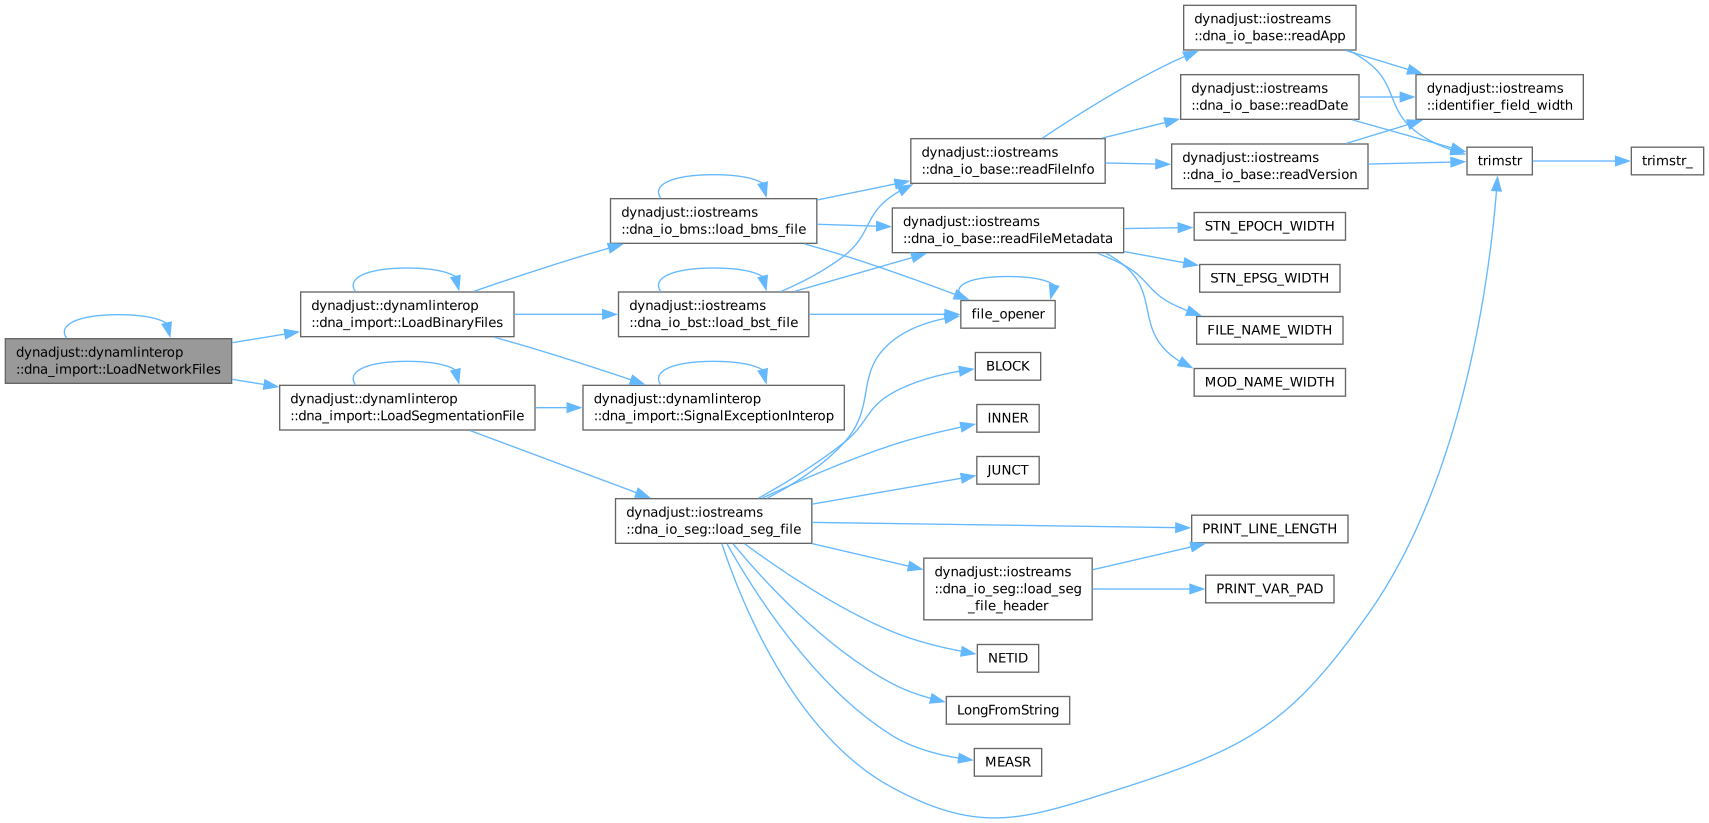 dynadjust::dynamlinterop
::dna_import::LoadNetworkFiles
dynadjust::dynamlinterop
::dna_import::LoadBinaryFiles
dynadjust::iostreams
::dna_io_bms::load_bms_file
dynadjust::iostreams
::dna_io_base::readFileInfo
dynadjust::iostreams
::dna_io_base::readApp
dynadjust::iostreams
::identifier_field_width
trimstr
trimstr_
dynadjust::iostreams
::dna_io_base::readDate
dynadjust::iostreams
::dna_io_base::readVersion
dynadjust::iostreams
::dna_io_base::readFileMetadata
STN_EPOCH_WIDTH
STN_EPSG_WIDTH
FILE_NAME_WIDTH
MOD_NAME_WIDTH
file_opener
dynadjust::iostreams
::dna_io_bst::load_bst_file
dynadjust::dynamlinterop
::dna_import::SignalExceptionInterop
dynadjust::dynamlinterop
::dna_import::LoadSegmentationFile
dynadjust::iostreams
::dna_io_seg::load_seg_file
BLOCK
INNER
JUNCT
PRINT_LINE_LENGTH
dynadjust::iostreams
::dna_io_seg::load_seg
_file_header
PRINT_VAR_PAD
NETID
LongFromString
MEASR